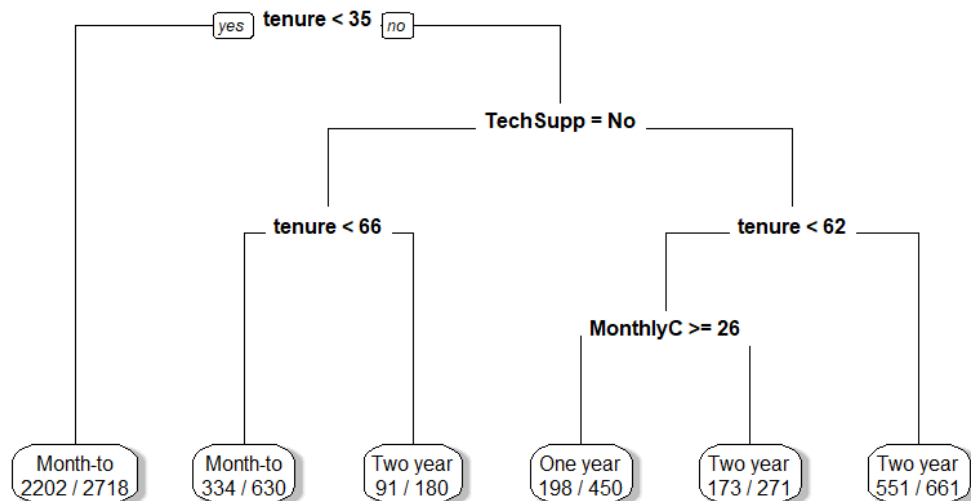 yes tenure < 35 no
TechSupp = No
tenure < 66
tenure < 62
MonthlyC >= 26
Month-to
2202 / 2718
Month-to
334 / 630
Two year
91 / 180
One year
198 / 450
Two year
173 / 271
Two year
551 / 661